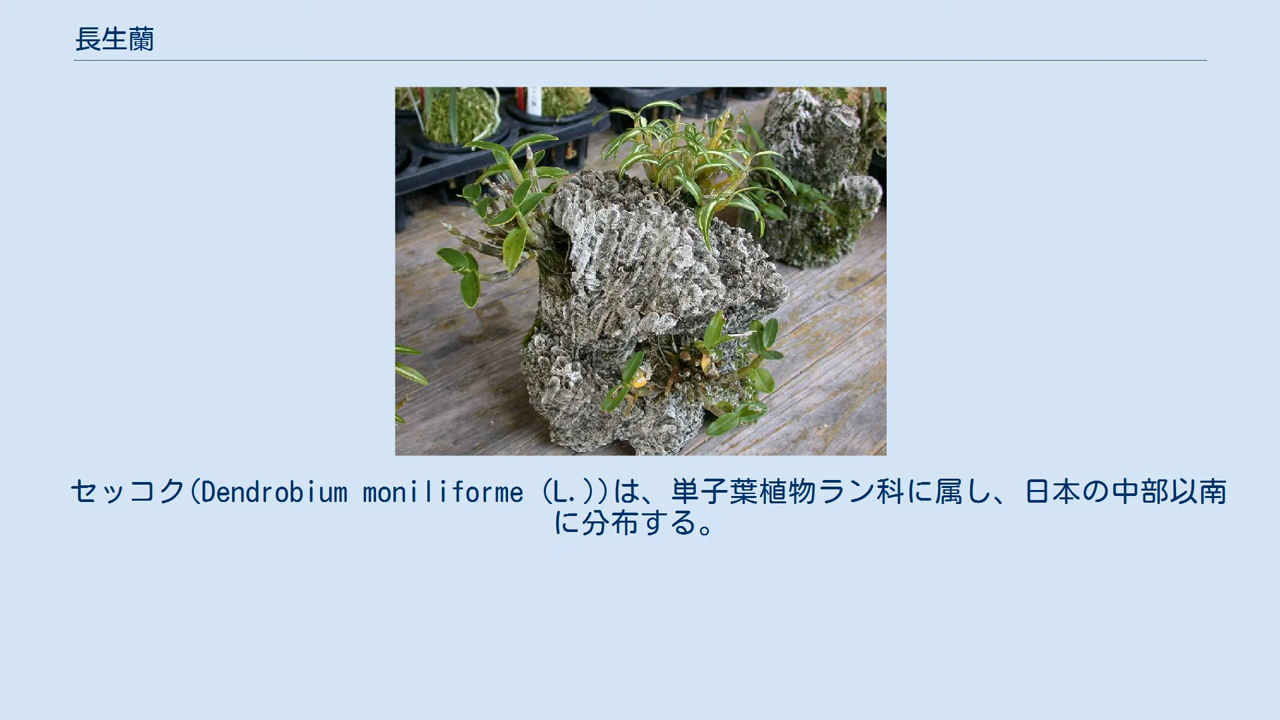 長生蘭
セッコク(Dendrobium moniliforme (L.))は、単子葉植物ラン科に属し、日本の中部以南
に分布する。